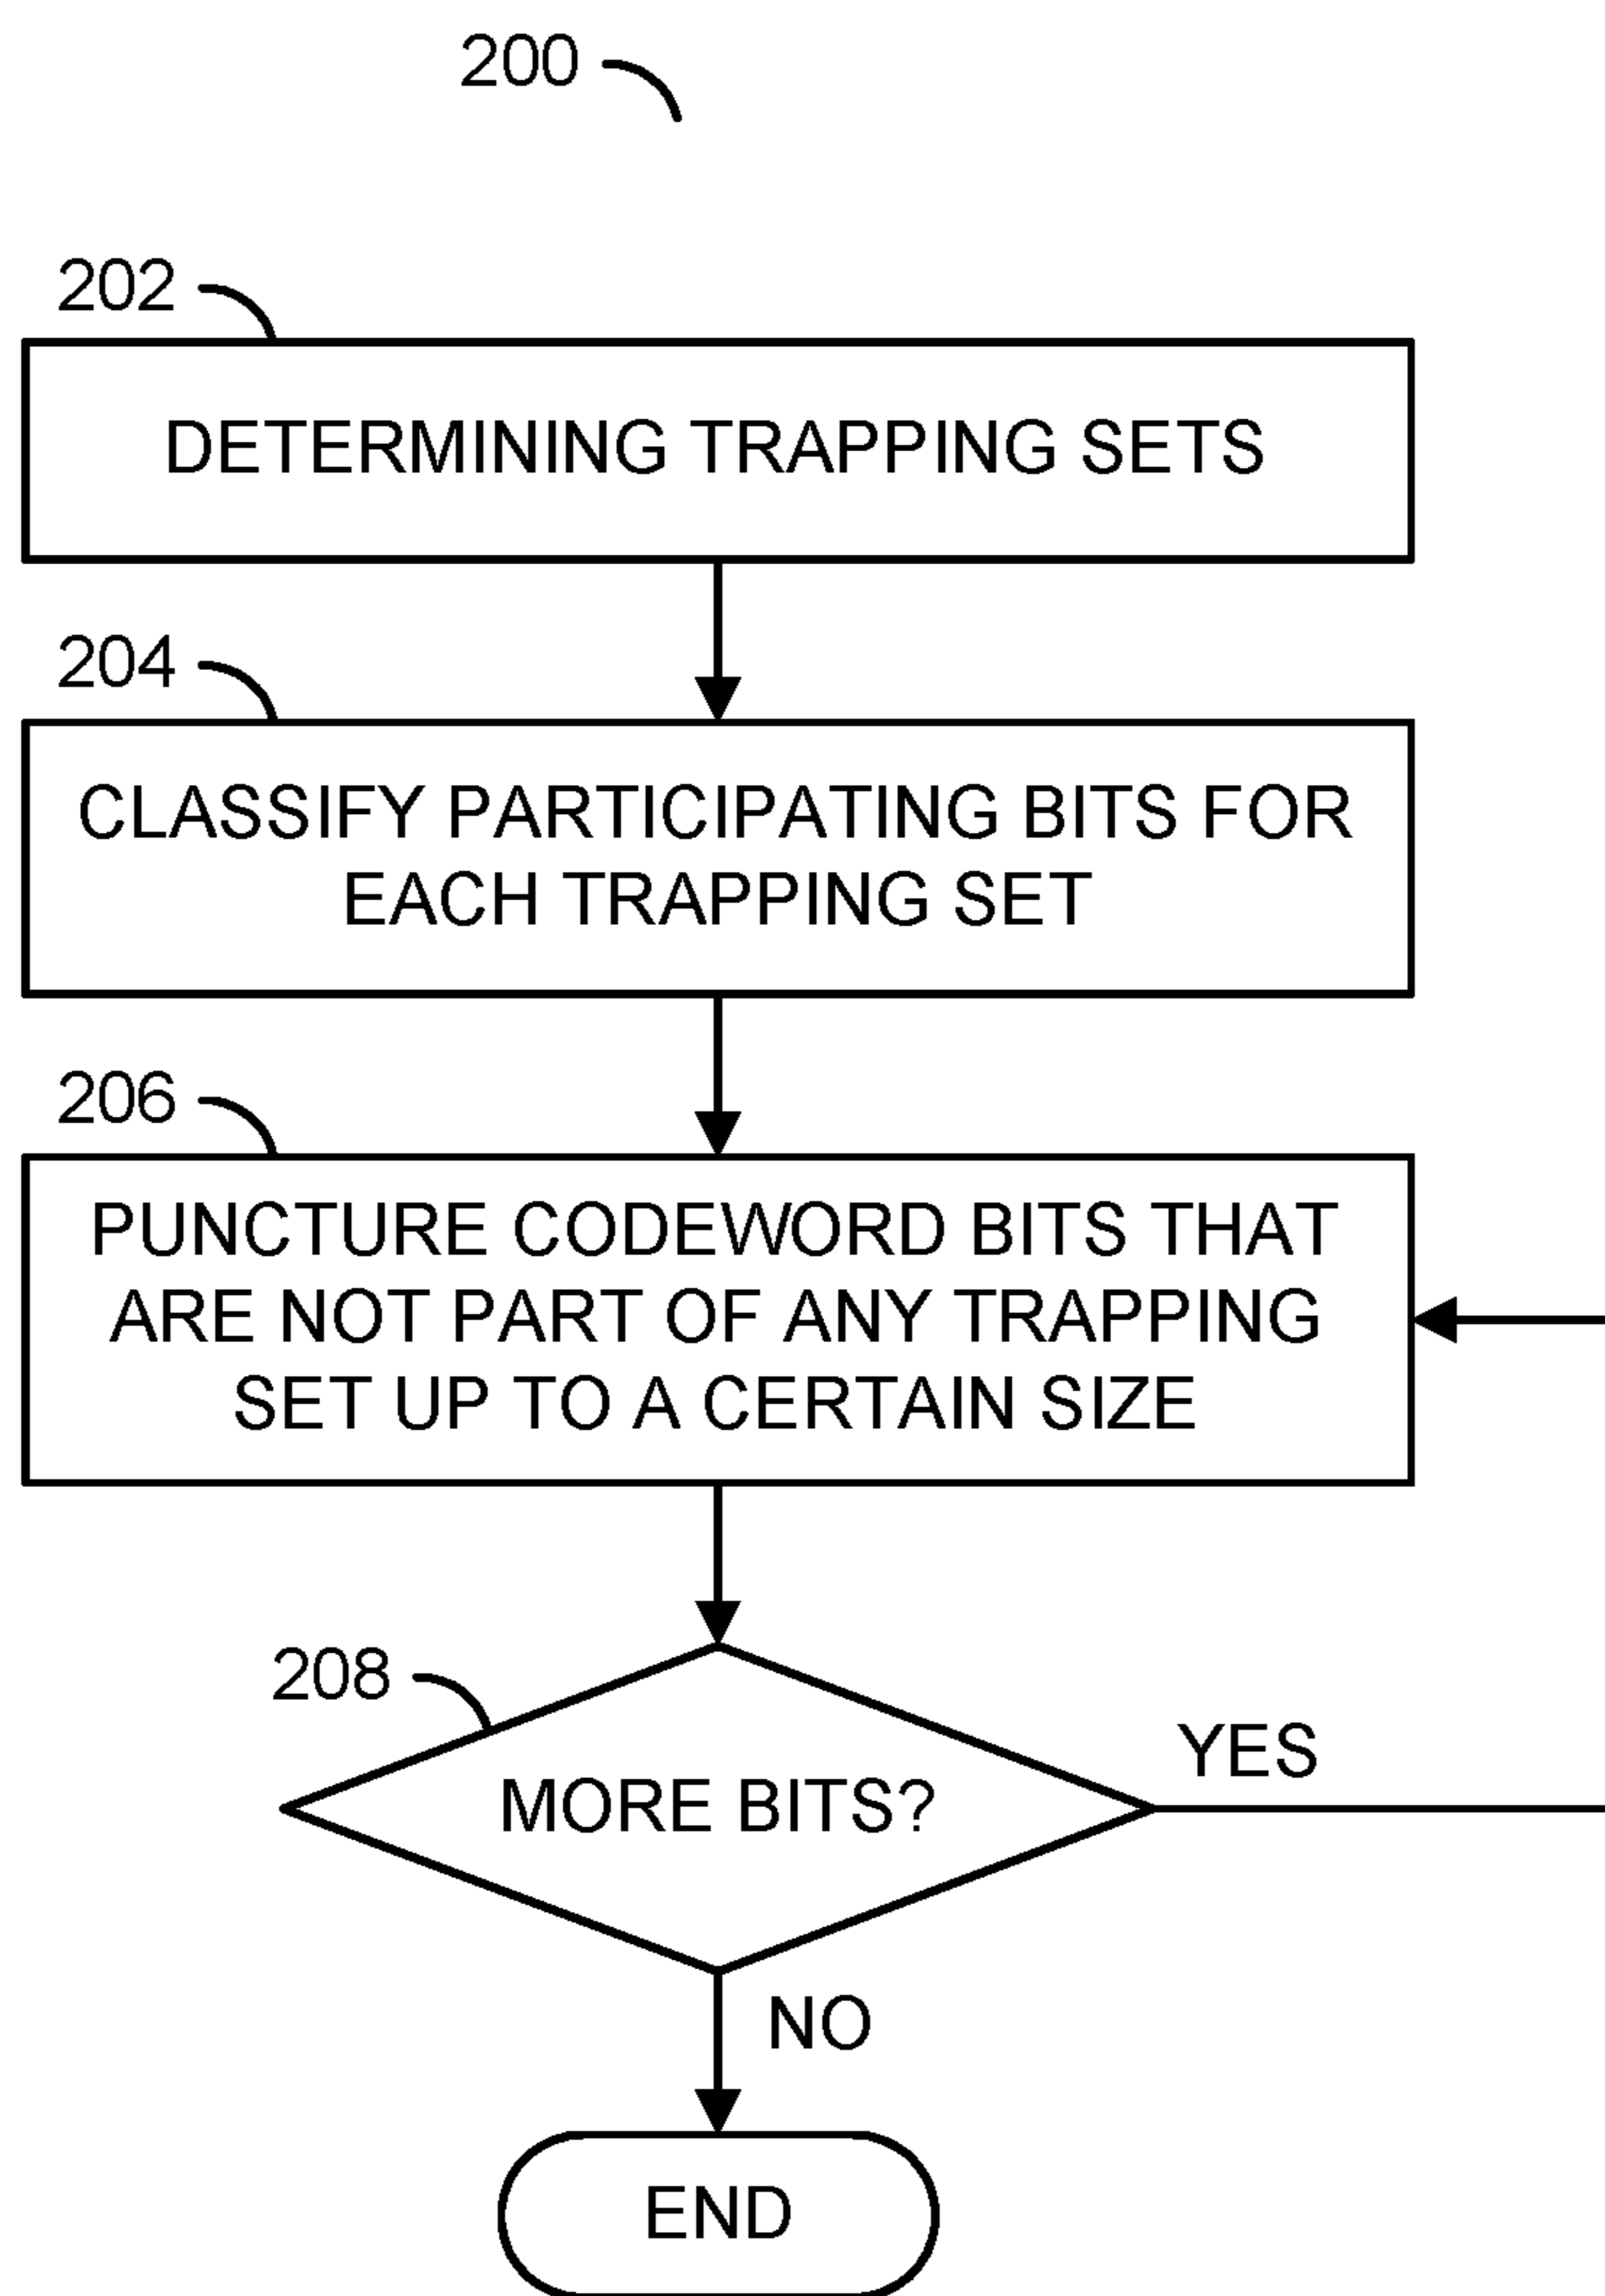 200
202
DETERMINING TRAPPING SETS
204
CLASSIFY PARTICIPATING BITS FOR
EACH TRAPPING SET
206
PUNCTURE CODEWORD BITS THAT
ARE NOT PART OF ANY TRAPPING
SET UP TO A CERTAIN SIZE
208
MORE BITS?
YES
NO
END